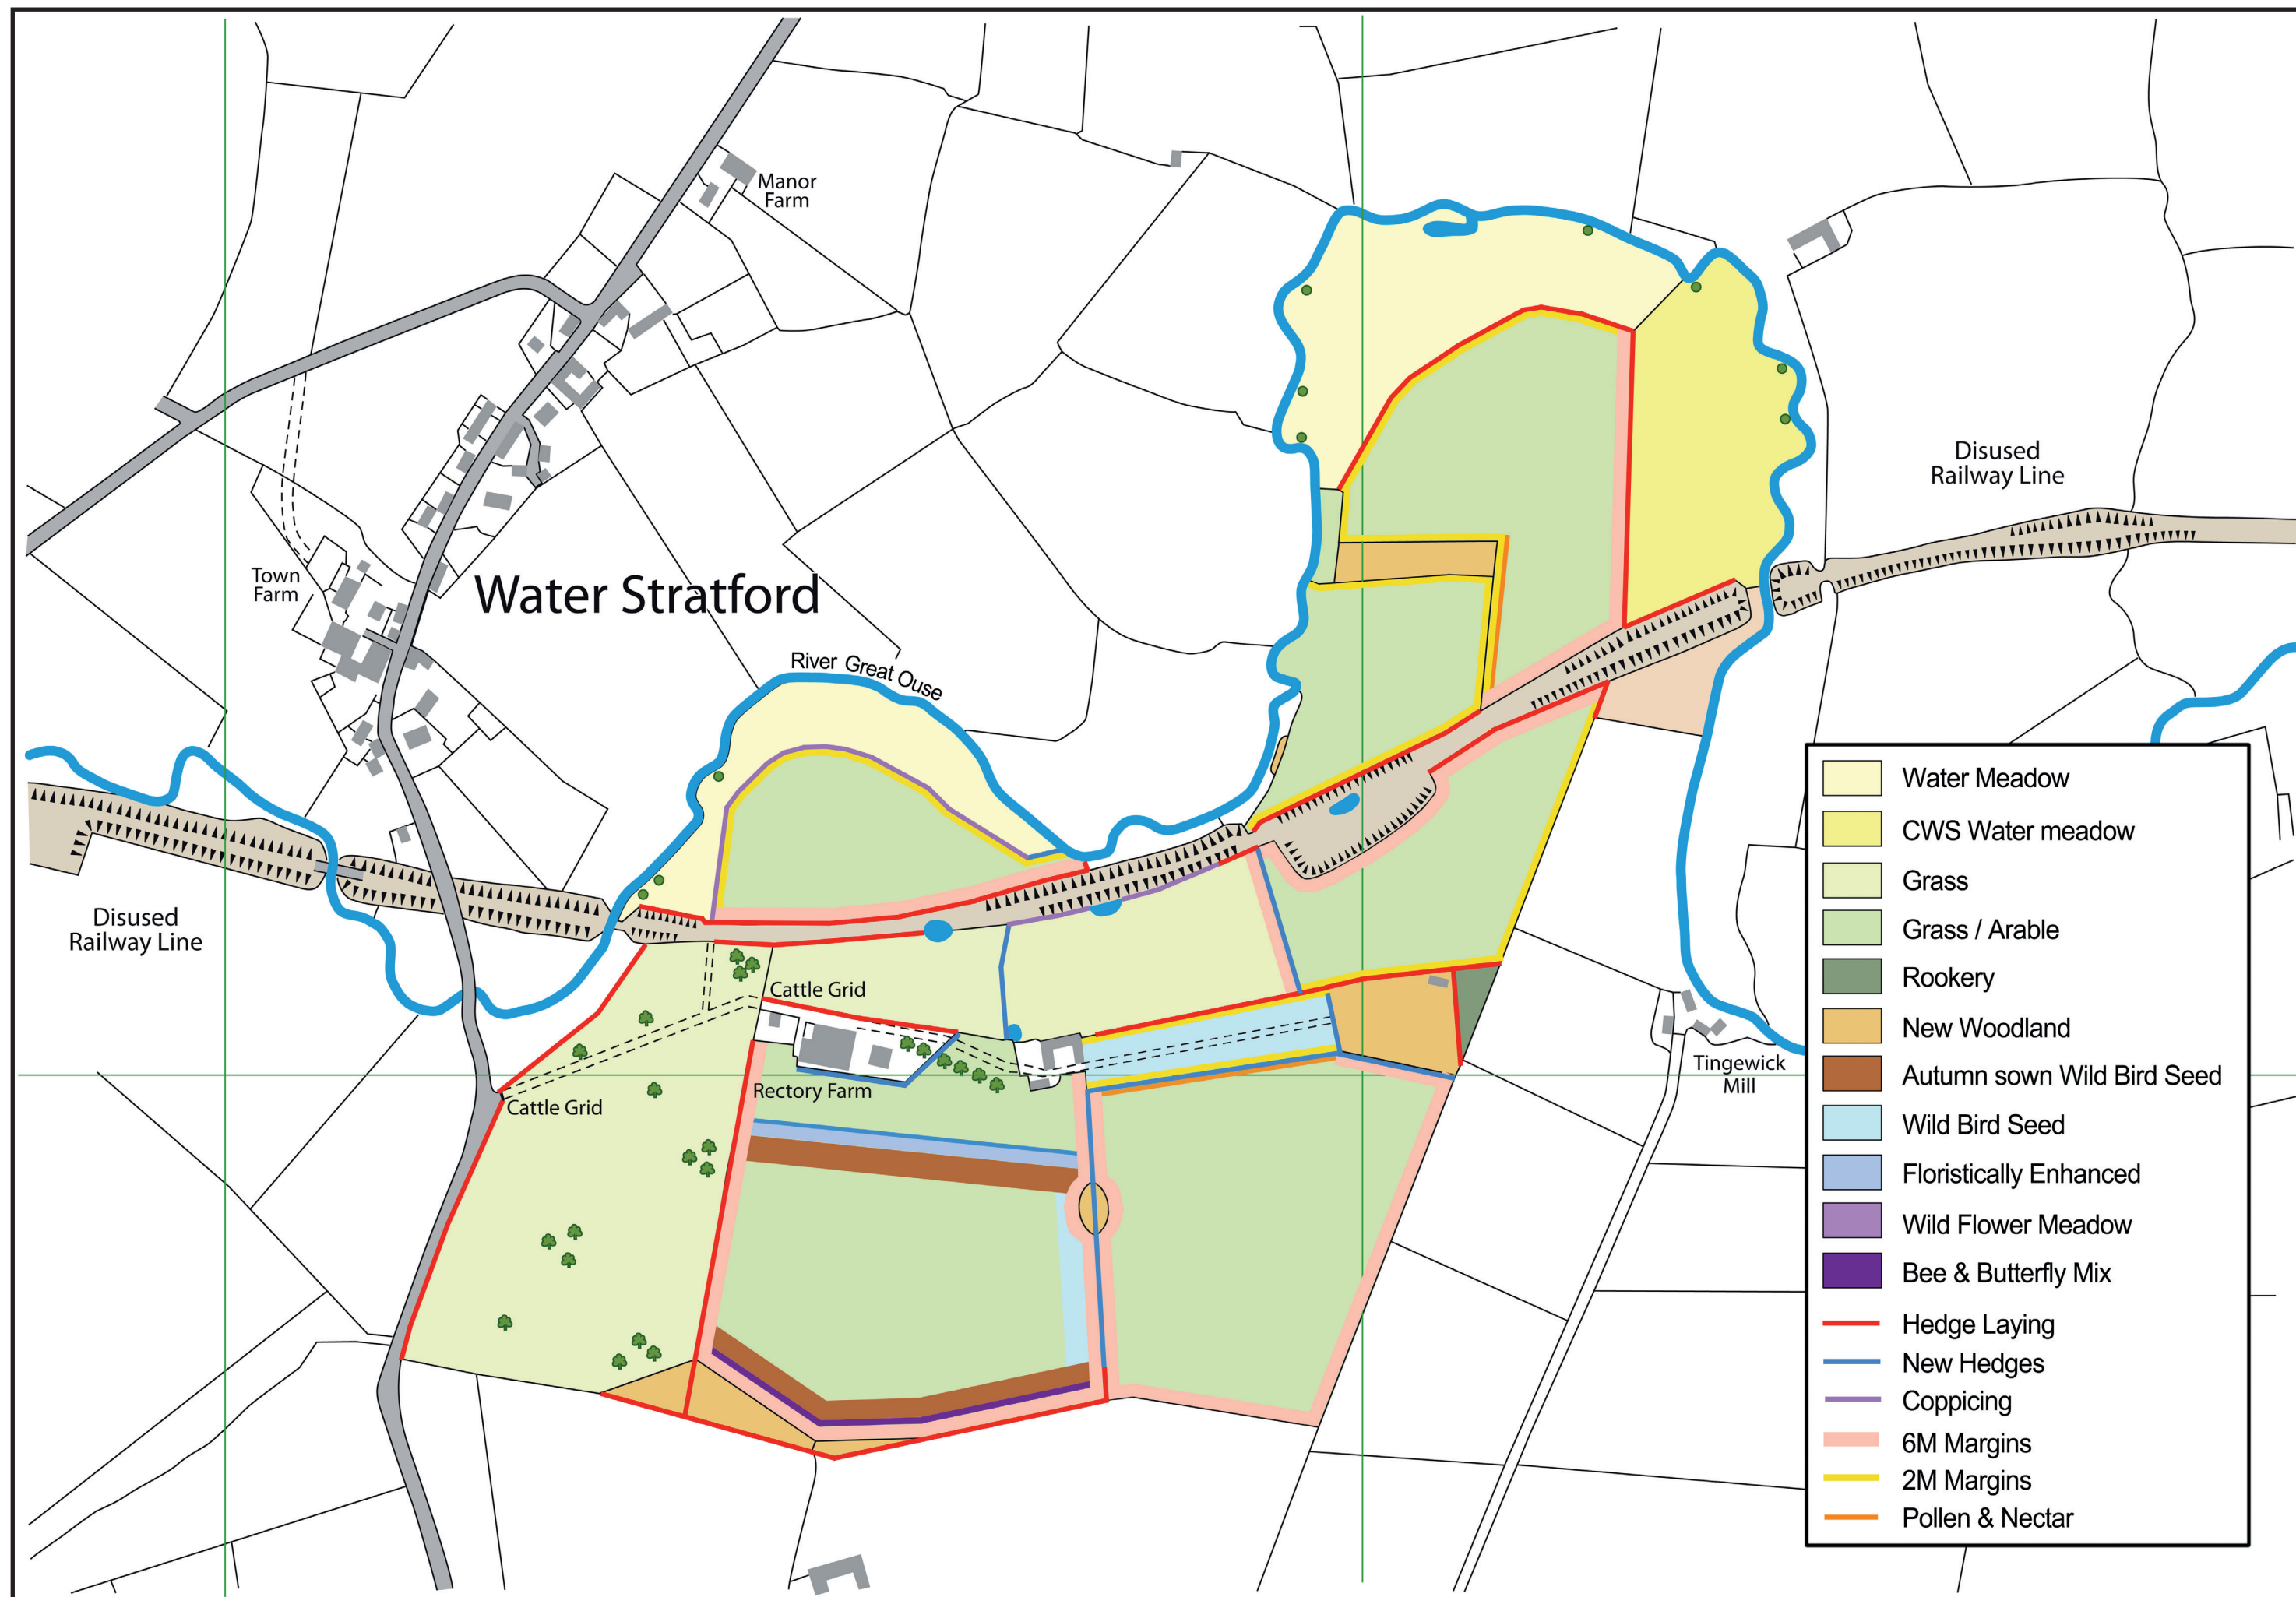 Manor
Farm
Disused
Railway Line
Town
Farm
Water Stratford
River Great Ouse
Disused
Railway Line
Cattle Grid
Cattle Grid
Rectory Farm
Tingewick
Mill
Water Meadow
CWS Water meadow
Grass
Grass / Arable
Rookery
New Woodland
Autumn sown Wild Bird Seed
Wild Bird Seed
Floristically Enhanced
Wild Flower Meadow
Bee & Butterfly Mix
Hedge Laying
New Hedges
Coppicing
6M Margins
2M Margins
Pollen & Nectar